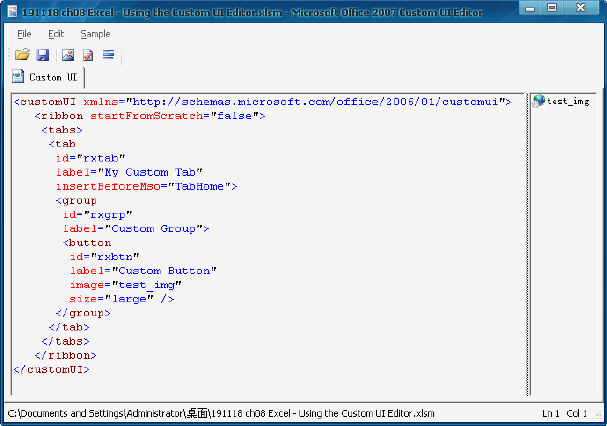 191118 ch08 Excel - Using the Custom UI Editor.xlsm - Microsoft Office 2007 Custom UI Editor
File Edit Sample
Custom UI
<customUI xmlns="http://schemas.microsoft.com/office/2006/01/customui">
<ribbon startFromScratch="false">
<tabs>
<tab
id="rxtab"
label="My Custom Tab"
insertBeforeMso="TabHome">
<group
id="rxgrp"
label="Custom Group">
<button
id="rxbtn"
label="Custom Button"
image="test_img"
size="large" />
</group>
</tab>
</tabs>
</ribbon>
</customUI>
test_img
C:\Documents and Settings\Administrator\桌面\191118 ch08 Excel - Using the Custom UI Editor.xlsm Ln 1 Col 1